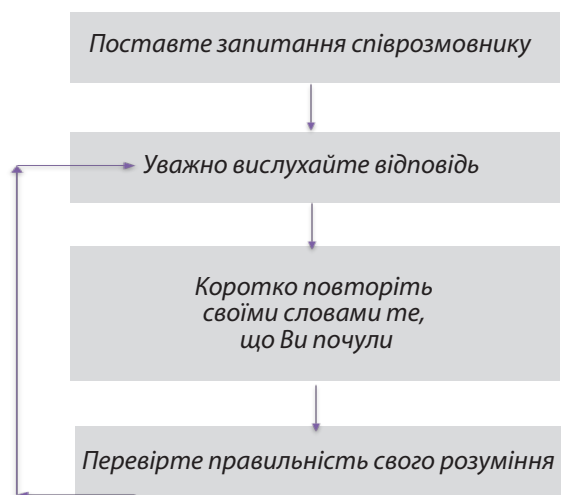 Поставте запитання співрозмовнику
Уважно вислухайте відповідь
Коротко повторіть
своїми словами те,
що Ви почули
Перевірте правильність свого розуміння